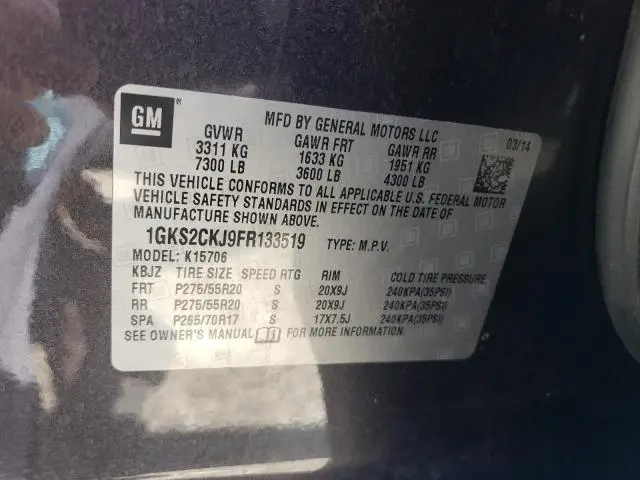 GM®
MFD BY GENERAL MOTORS LLC
03/14
GVWR GAWR FRT GAWR RR
3311 KG 1633 KG 1951 KG
7300 LB 3600 LB 4300 LB
THIS VEHICLE CONFORMS TO ALL APPLICABLE U.S. FEDERAL MOTOR
VEHICLE SAFETY STANDARDS IN EFFECT ON THE DATE OF
MANUFACTURE SHOWN ABOVE.
1GKS2CKJ9FR133519 TYPE: M.P.V.
MODEL: K15706
KBJZ TIRE SIZE SPEED RTG RIM COLD TIRE PRESSURE
FRT P275/55R20 S 20X9J 240KPA(35PSI)
RR P275/55R20 S 20X9J 240KPA(35PSI)
SPA P265/70R17 S 17X7.5J 240KPA(35PSI)
SEE OWNER'S MANUAL FOR MORE INFORMATION.